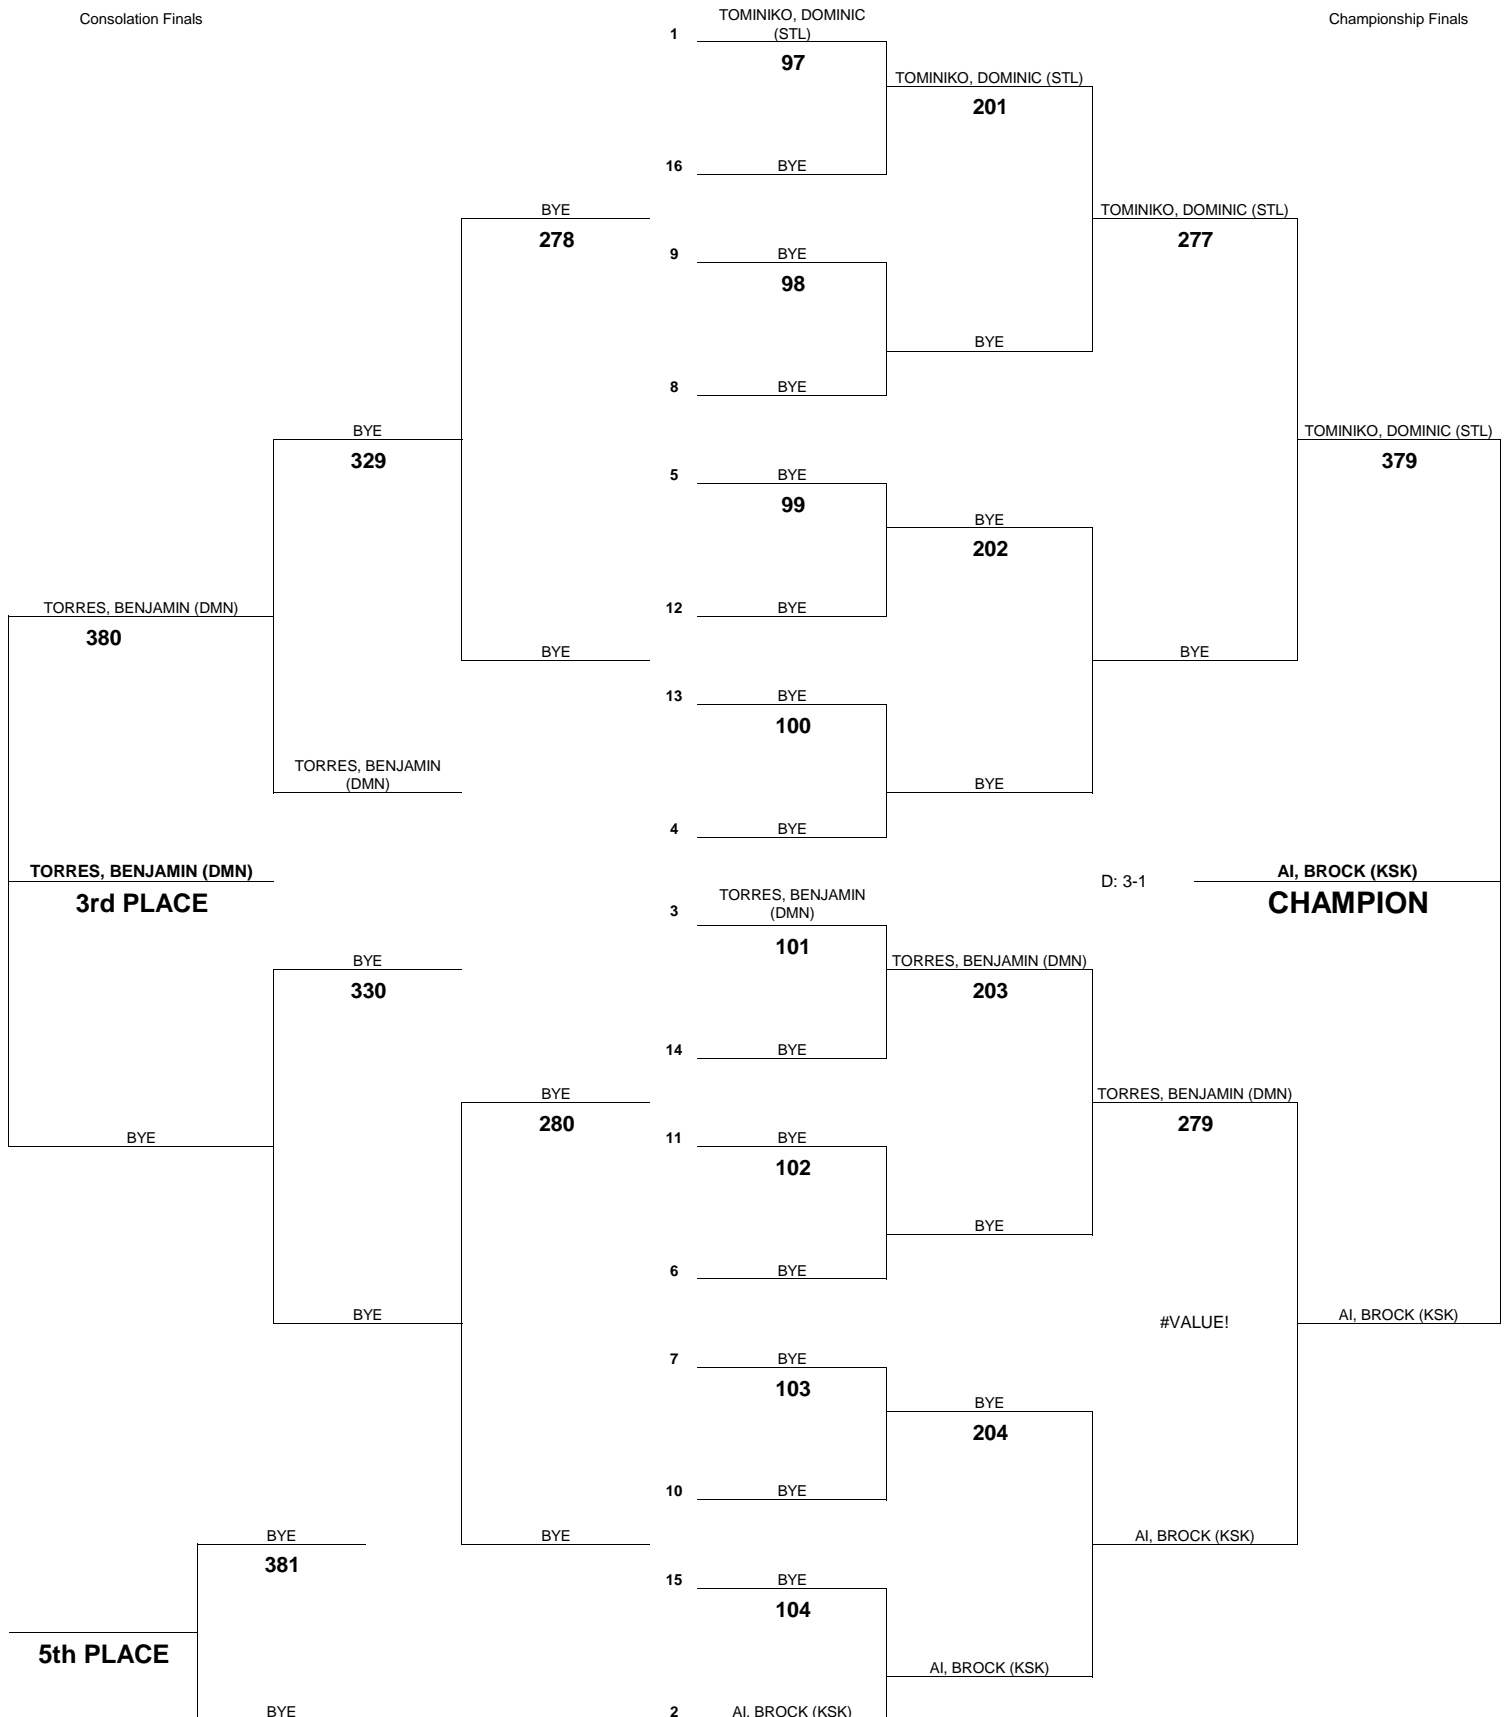 Consolation Finals
Championship Finals
TOMINIKO, DOMINIC
(STL)
1
97
TOMINIKO, DOMINIC (STL)
201
16 BYE
BYE
278
TOMINIKO, DOMINIC (STL)
277
9 BYE
98
BYE
8 BYE
BYE
329
TOMINIKO, DOMINIC (STL)
379
5 BYE
99
BYE
202
TORRES, BENJAMIN (DMN)
380
12 BYE
BYE
BYE
13 BYE
100
TORRES, BENJAMIN
(DMN)
BYE
4 BYE
TORRES, BENJAMIN (DMN)
3rd PLACE
D: 3-1
AI, BROCK (KSK)
CHAMPION
TORRES, BENJAMIN
(DMN)
3
101
BYE
330
TORRES, BENJAMIN (DMN)
203
14 BYE
BYE
280
TORRES, BENJAMIN (DMN)
279
BYE
11 BYE
102
BYE
6 BYE
BYE
#VALUE!
AI, BROCK (KSK)
7 BYE
103
BYE
204
10 BYE
BYE
381
BYE
AI, BROCK (KSK)
15 BYE
104
5th PLACE
AI, BROCK (KSK)
BYE
2 AI, BROCK (KSK)